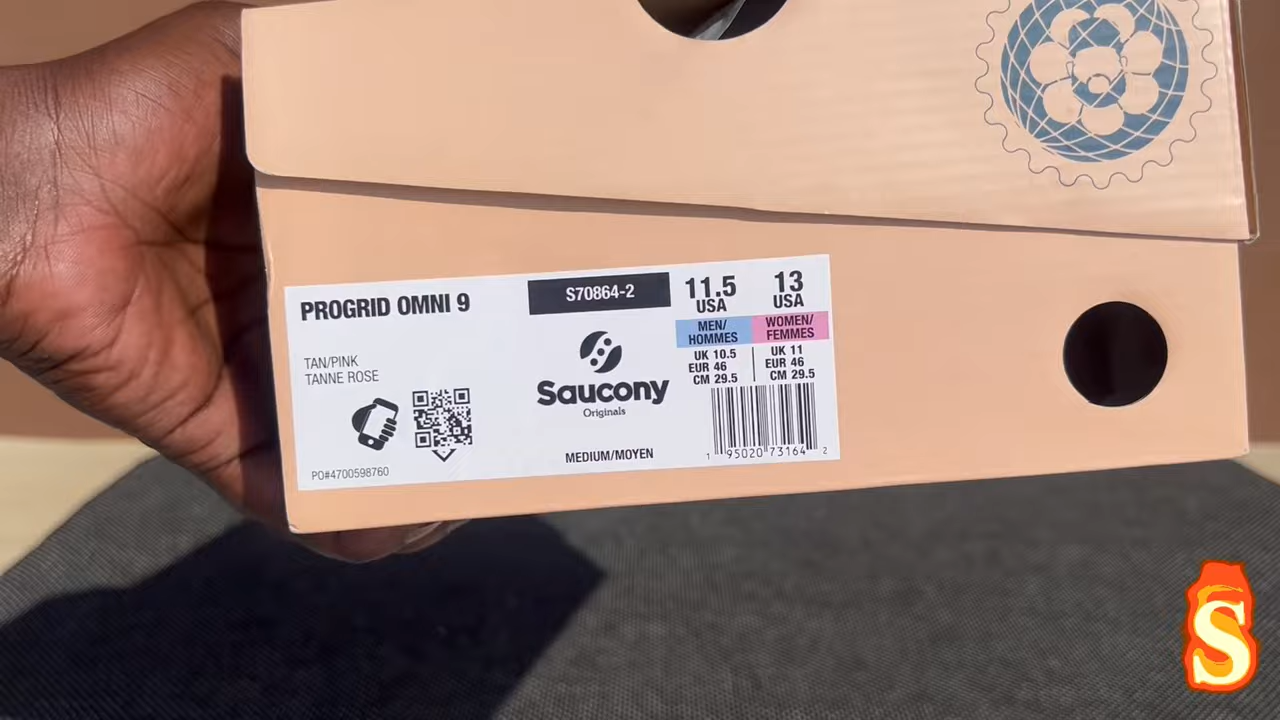 PROGRID OMNI 9
S70864-2
11.5
USA
13
USA
MEN/
HOMMES
WOMEN/
FEMMES
UK 10.5
EUR 46
CM 29.5
UK 11
EUR 46
CM 29.5
TAN/PINK
TANNE ROSE
Saucony
Originals
MEDIUM/MOYEN
1 95020 73164 2
PO#4700598760
S